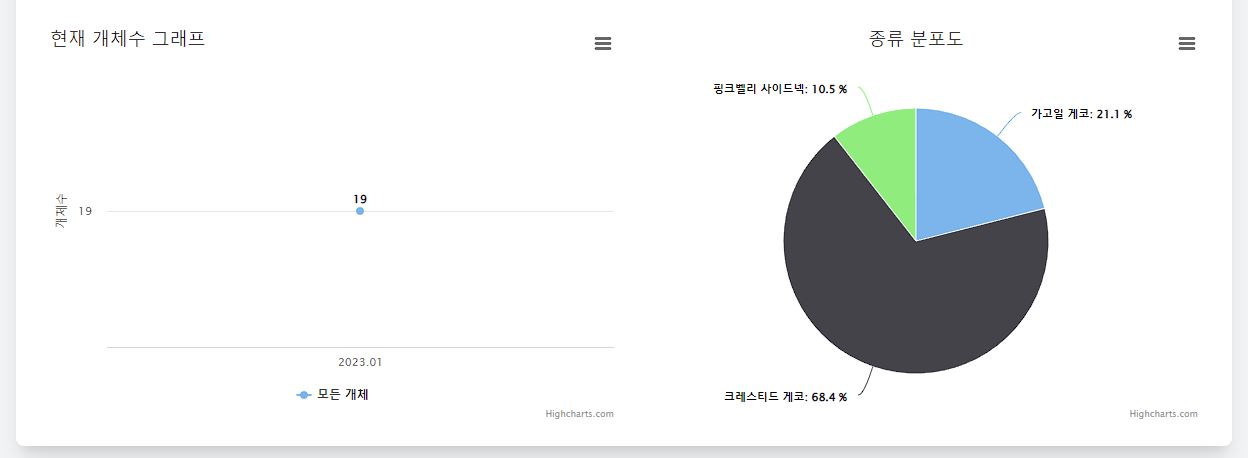 현재 개체수 그래프
개체수
19
19
2023.01
모든 개체
Highcharts.com
종류 분포도
핑크벨리 사이드넥: 10.5 %
가고일 게코: 21.1 %
크레스티드 게코: 68.4 %
Highcharts.com